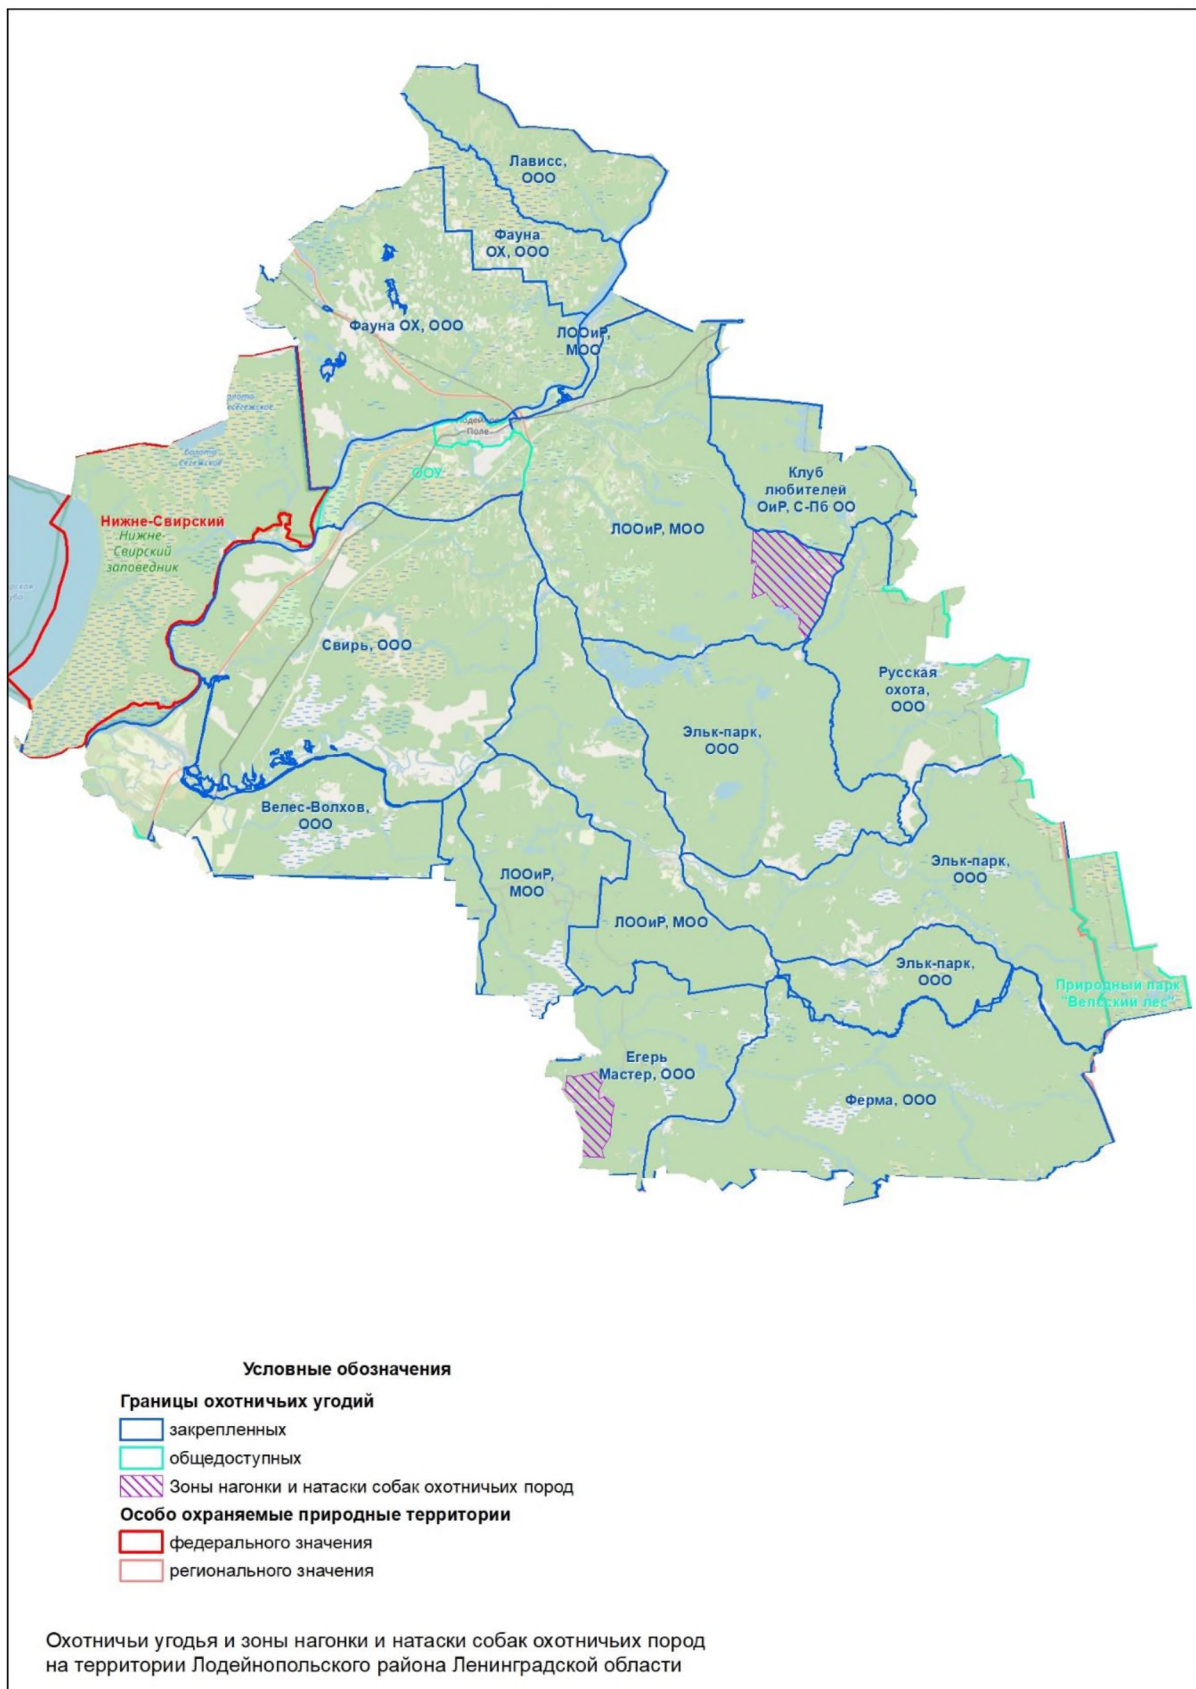 Лависс,
ООО
Фауна
ОХ, ООО
Фауна ОХ, ООО
ЛООиР,
МОО
Поле
ООУ
Клуб
любителей
ОиР, С-Пб ОО
ЛООиР, МОО
Нижне-Свирский
Нижне-
Свирский
заповедник
Свирь, ООО
Русская
охота,
ООО
Эльк-парк,
ООО
Велес-Волхов,
ООО
Эльк-парк,
ООО
ЛООиР,
МОО
ЛООиР, МОО
Эльк-парк,
ООО
Природный парк
"Вепсский лес"
Егерь
Мастер, ООО
Ферма, ООО
Условные обозначения
Границы охотничьих угодий
закрепленных
общедоступных
Зоны нагонки и натаски собак охотничьих пород
Особо охраняемые природные территории
федерального значения
регионального значения
Охотничьи угодья и зоны нагонки и натаски собак охотничьих пород
на территории Лодейнопольского района Ленинградской области